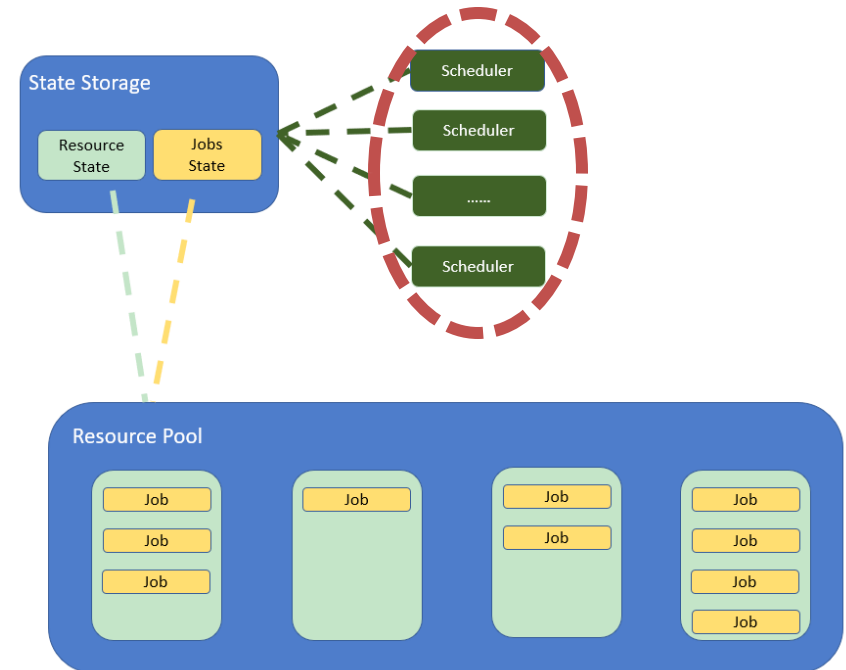 State Storage
Resource
State
Jobs
State
Scheduler
Scheduler
......
Scheduler
Resource Pool
Job
Job
Job
Job
Job
Job
Job
Job
Job
Job